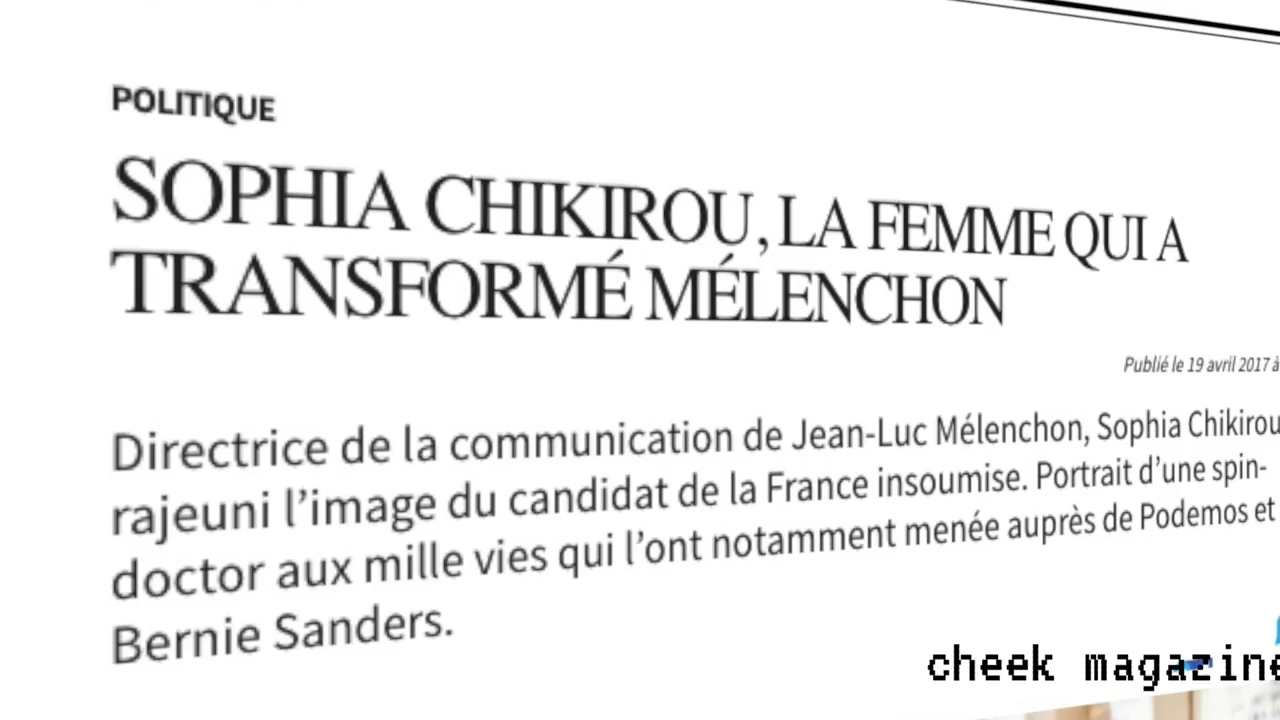 POLITIQUE
SOPHIA CHIKIROU, LA FEMME QUI A
TRANSFORMÉ MÉLENCHON
Publié le 19 avril 2017 à
Directrice de la communication de Jean-Luc Mélenchon, Sophia Chikirou
rajeuni l'image du candidat de la France insoumise. Portrait d'une spin-
doctor aux mille vies qui l'ont notamment menée auprès de Podemos et
Bernie Sanders.
cheek magazine